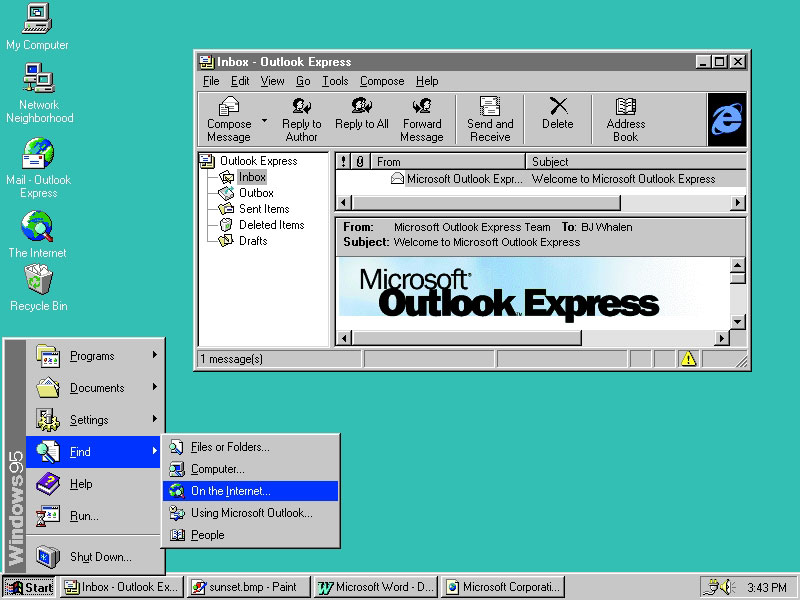 My Computer
Network
Neighborhood
Mail - Outlook
Express
The Internet
Recycle Bin
Inbox - Outlook Express
File Edit View Go Tools Compose Help
Compose
Message
Reply to
Author
Reply to All
Forward
Message
Send and
Receive
Delete
Address
Book
Outlook Express
Inbox
Outbox
Sent Items
Deleted Items
Drafts
! From Subject
Microsoft Outlook Expr... Welcome to Microsoft Outlook Express
From: Microsoft Outlook Express Team To: BJ Whalen
Subject: Welcome to Microsoft Outlook Express
Microsoft®
Outlook Express
1 message(s)
Windows95
Programs
Documents
Settings
Find
Help
Run...
Shut Down...
Files or Folders...
Computer...
On the Internet...
Using Microsoft Outlook...
People
Start
Inbox - Outlook Ex...
sunset.bmp - Paint
Microsoft Word - D...
Microsoft Corporati...
3:43 PM